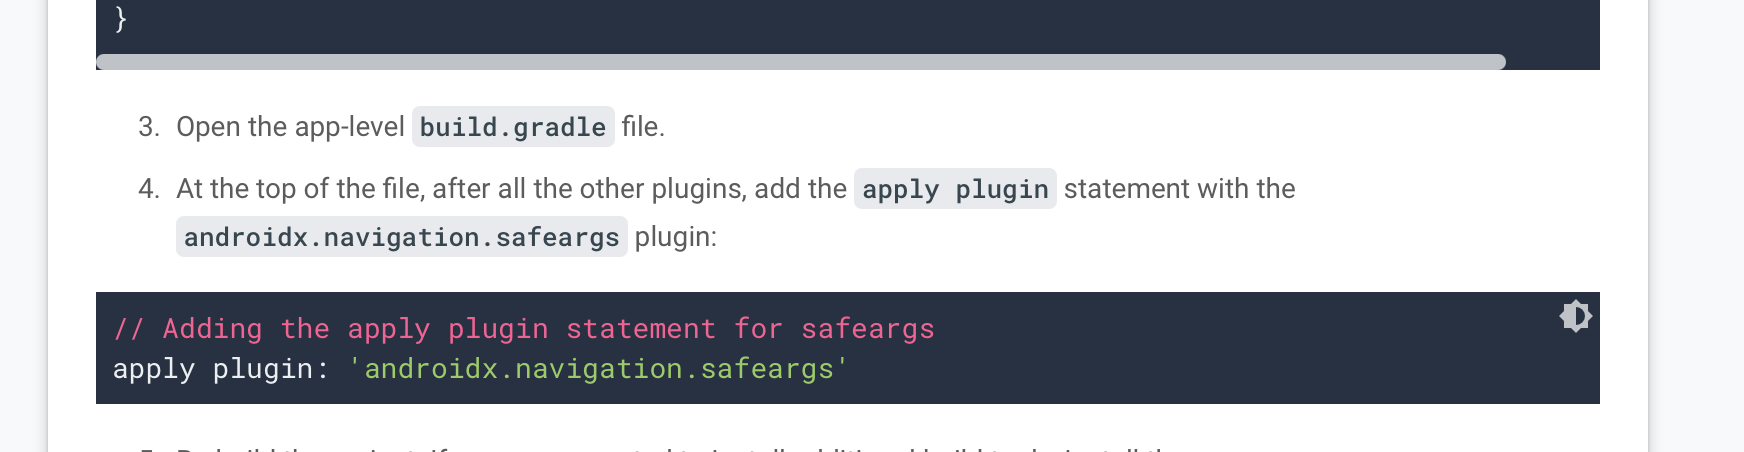 }
3. Open the app-level build.gradle file.
4. At the top of the file, after all the other plugins, add the apply plugin statement with the
androidx.navigation.safeargs plugin:
// Adding the apply plugin statement for safeargs
apply plugin: 'androidx.navigation.safeargs'